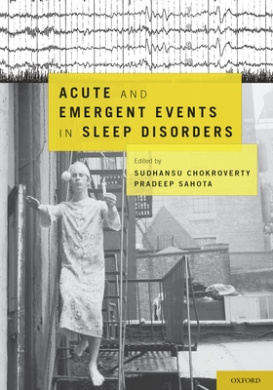 ACUTE AND
EMERGENT EVENTS
IN SLEEP DISORDERS
Edited by
SUDHANSU CHOKROVERTY
PRADEEP SAHOTA
OXFORD